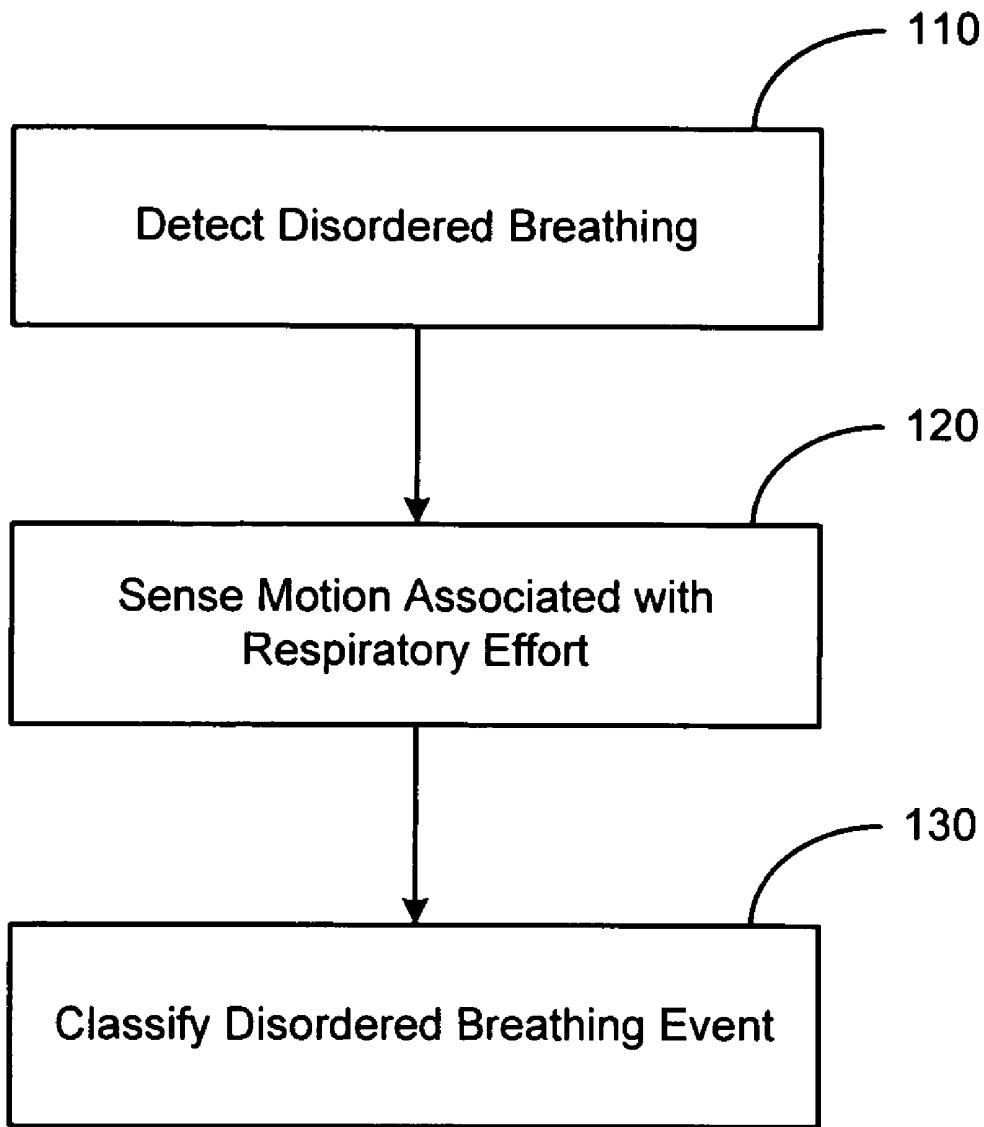 110
Detect Disordered Breathing
120
Sense Motion Associated with
Respiratory Effort
130
Classify Disordered Breathing Event